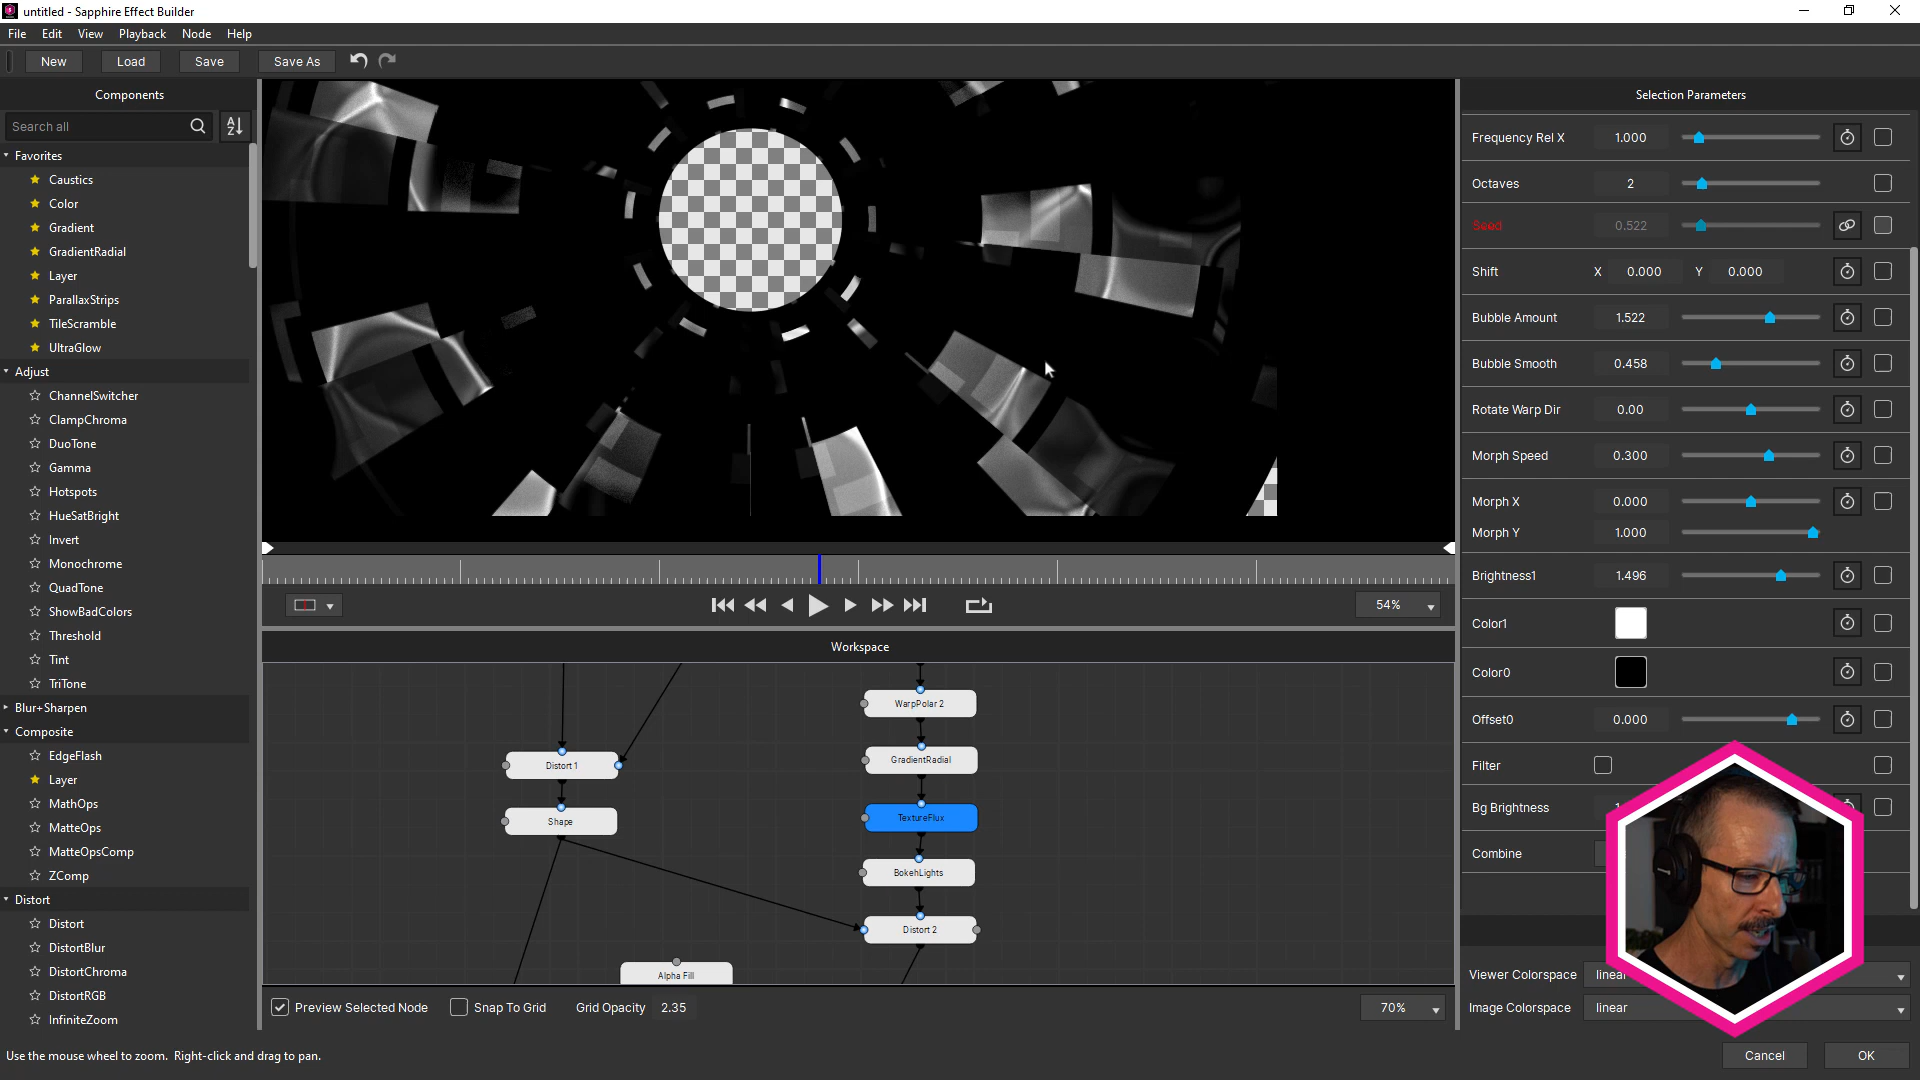 untitled - Sapphire Effect Builder
File Edit View Playback Node Help
New Load Save Save As
Components
Search all
Favorites
Caustics
Color
Gradient
GradientRadial
Layer
ParallaxStrips
TileScramble
UltraGlow
Adjust
ChannelSwitcher
ClampChroma
DuoTone
Gamma
Hotspots
HueSatBright
Invert
Monochrome
QuadTone
ShowBadColors
Threshold
Tint
TriTone
Blur+Sharpen
Composite
EdgeFlash
Layer
MathOps
MatteOps
MatteOpsComp
ZComp
Distort
Distort
DistortBlur
DistortChroma
DistortRGB
InfiniteZoom
54%
Workspace
WarpPolar 2
GradientRadial
TextureFlux
BokehLights
Distort 2
Distort 1
Shape
Alpha Fill
Preview Selected Node Snap To Grid Grid Opacity 2.35 70%
Use the mouse wheel to zoom. Right-click and drag to pan.
Selection Parameters
Frequency Rel X 1.000
Octaves 2
Seed 0.522
Shift X 0.000 Y 0.000
Bubble Amount 1.522
Bubble Smooth 0.458
Rotate Warp Dir 0.00
Morph Speed 0.300
Morph X 0.000
Morph Y 1.000
Brightness1 1.496
Color1
Color0
Offset0 0.000
Filter
Bg Brightness
Combine
Viewer Colorspace linear
Image Colorspace linear
Cancel OK